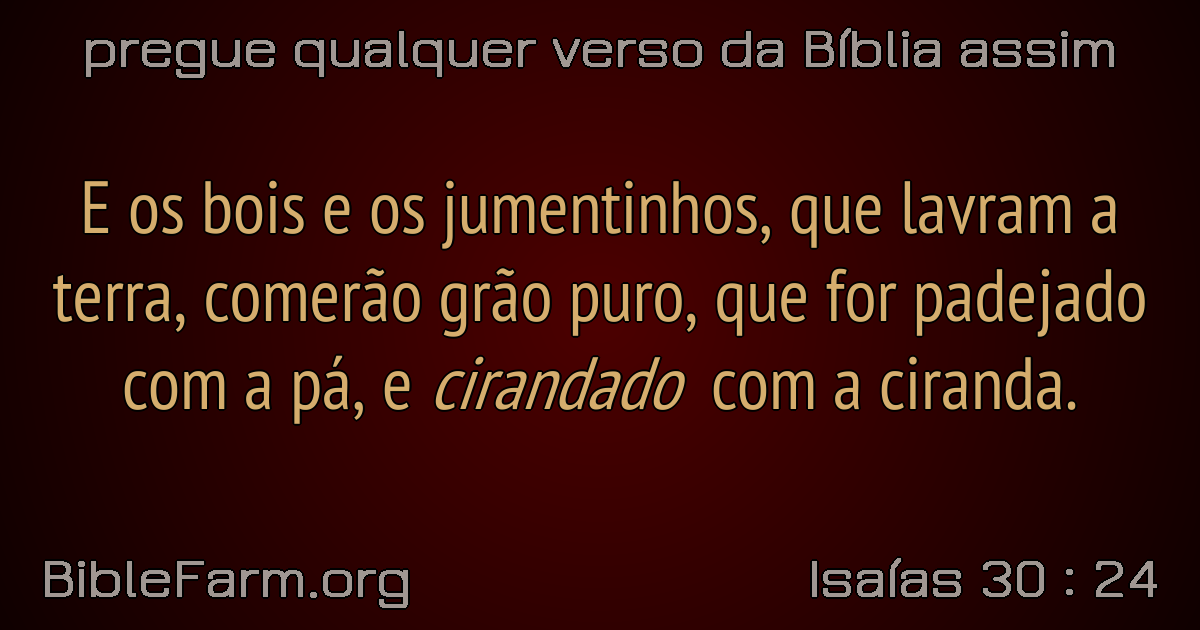 pregue qualquer verso da Bíblia assim
E os bois e os jumentinhos, que lavram a
terra, comerão grão puro, que for padejado
com a pá, e cirandado com a ciranda.
BibleFarm.org
Isaías 30 : 24